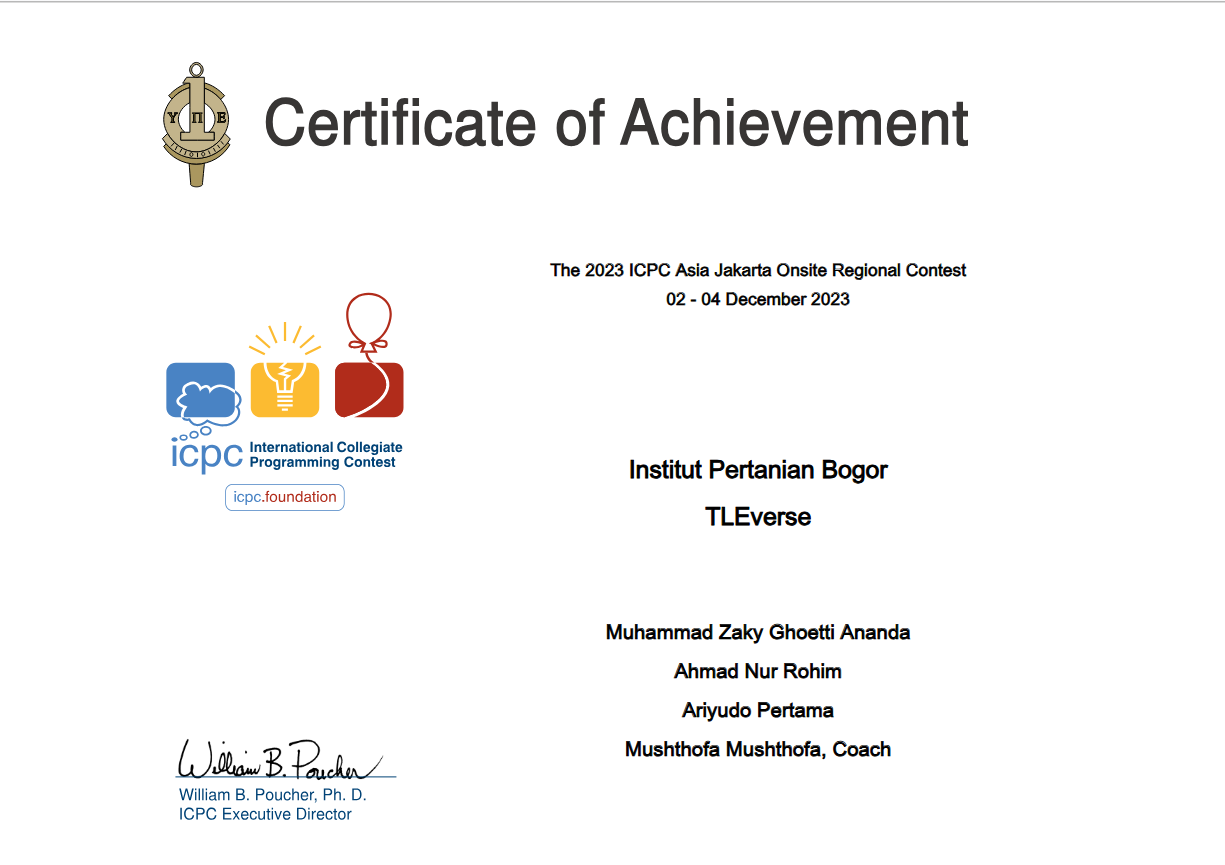 Υ Π Ε
Certificate of Achievement
The 2023 ICPC Asia Jakarta Onsite Regional Contest
02 - 04 December 2023
icpc International Collegiate
Programming Contest
icpc.foundation
Institut Pertanian Bogor
TLEverse
Muhammad Zaky Ghoetti Ananda
Ahmad Nur Rohim
Ariyudo Pertama
Mushthofa Mushthofa, Coach
William B. Poucher
William B. Poucher, Ph. D.
ICPC Executive Director